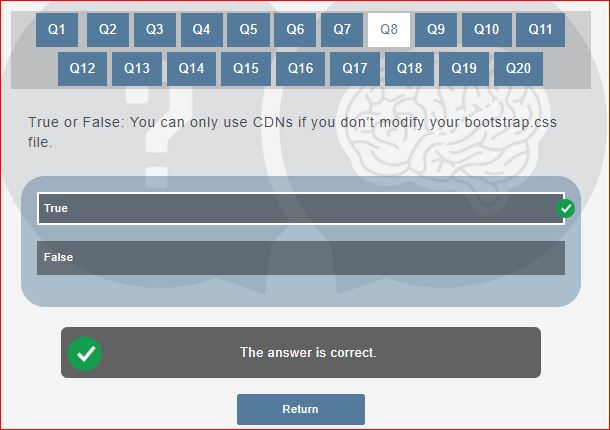 Q1 Q2 Q3 Q4 Q5 Q6 Q7 Q8 Q9 Q10 Q11
Q12 Q13 Q14 Q15 Q16 Q17 Q18 Q19 Q20
True or False: You can only use CDNs if you don't modify your bootstrap.css
file.
True
False
The answer is correct.
Return